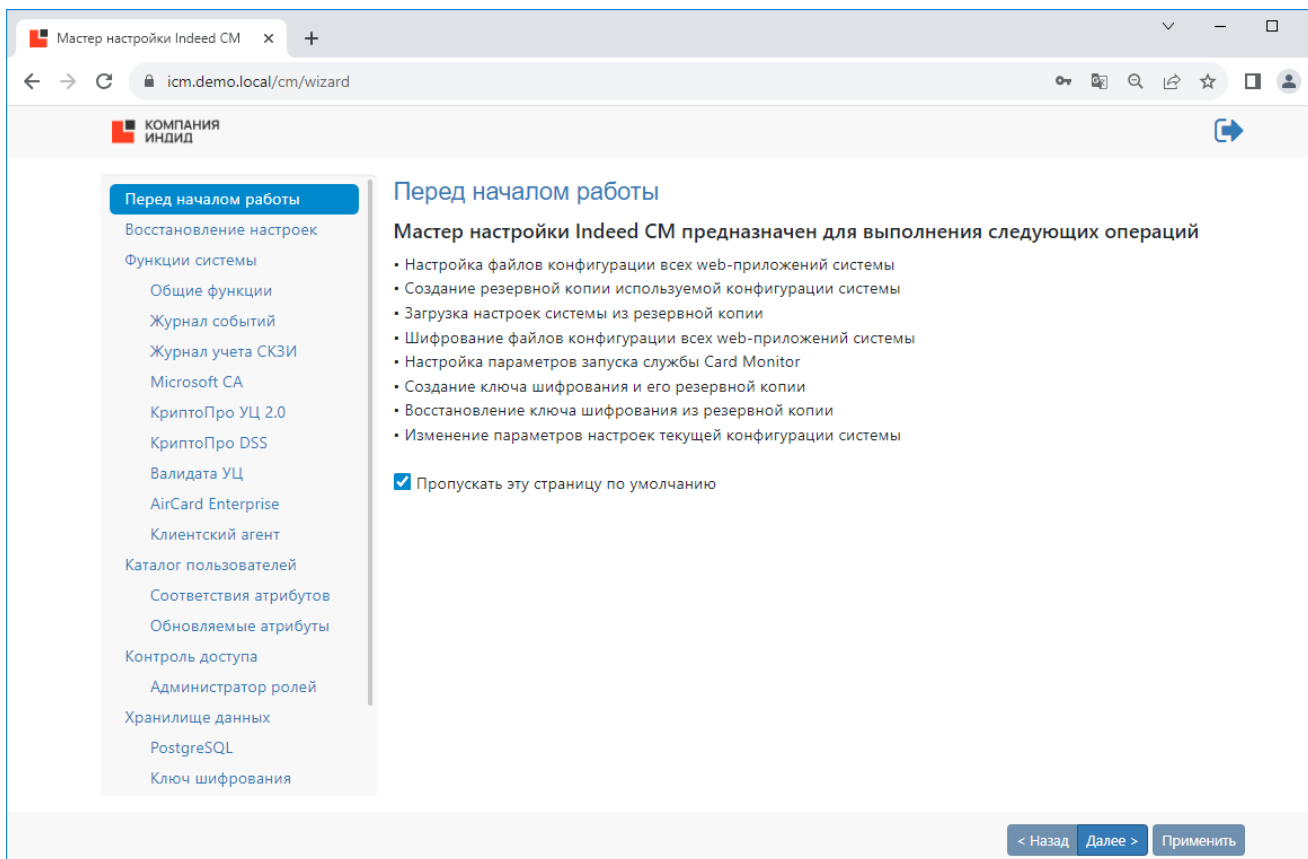 Мастер настройки Indeed CM
icm.demo.local/cm/wizard
КОМПАНИЯ
ИНДИД
Перед началом работы
Восстановление настроек
Функции системы
Общие функции
Журнал событий
Журнал учета СКЗИ
Microsoft CA
КриптоПро УЦ 2.0
КриптоПро DSS
Валидата УЦ
AirCard Enterprise
Клиентский агент
Каталог пользователей
Соответствия атрибутов
Обновляемые атрибуты
Контроль доступа
Администратор ролей
Хранилище данных
PostgreSQL
Ключ шифрования
Перед началом работы
Мастер настройки Indeed CM предназначен для выполнения следующих операций
• Настройка файлов конфигурации всех web-приложений системы
• Создание резервной копии используемой конфигурации системы
• Загрузка настроек системы из резервной копии
• Шифрование файлов конфигурации всех web-приложений системы
• Настройка параметров запуска службы Card Monitor
• Создание ключа шифрования и его резервной копии
• Восстановление ключа шифрования из резервной копии
• Изменение параметров настроек текущей конфигурации системы
Пропускать эту страницу по умолчанию
< Назад Далее > Применить